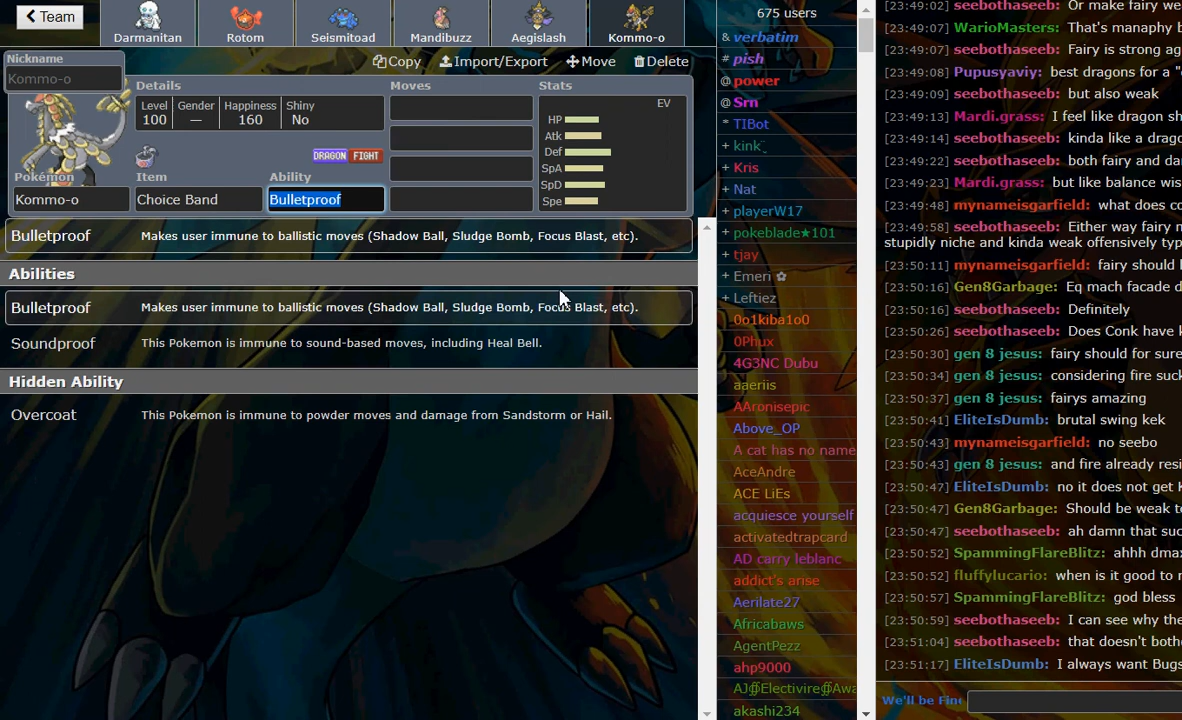 < Team
Darmanitan
Rotom
Seismitoad
Mandibuzz
Aegislash
Kommo-o
Nickname
Kommo-o
Copy
Import/Export
Move
Delete
Details
Moves
Stats
Level Gender Happiness Shiny
100 — 160 No
EV
HP
Atk
Def
SpA
SpD
Spe
DRAGON FIGHT
Pokémon
Item
Ability
Kommo-o
Choice Band
Bulletproof
Bulletproof Makes user immune to ballistic moves (Shadow Ball, Sludge Bomb, Focus Blast, etc).
Abilities
Bulletproof Makes user immune to ballistic moves (Shadow Ball, Sludge Bomb, Focus Blast, etc).
Soundproof This Pokemon is immune to sound-based moves, including Heal Bell.
Hidden Ability
Overcoat This Pokemon is immune to powder moves and damage from Sandstorm or Hail.
675 users
& verbatim
# pish
@ power
@ Srn
* TIBot
+ kink
+ Kris
+ Nat
+ playerW17
+ pokeblade★101
+ tjay
+ Emeri ✿
+ Leftiez
0o1kiba1o0
0Phux
4G3NC Dubu
aaeriis
AAronisepic
Above_OP
A cat has no name
AceAndre
ACE LiEs
acquiesce yourself
activatedtrapcard
AD carry leblanc
addict's arise
Aerilate27
Africabaws
AgentPezz
ahp9000
AJ∯Electivire∯Awa
akashi234
[23:49:02] seebothaseeb: Or make fairy we
[23:49:07] WarioMasters: That's manaphy b
[23:49:07] seebothaseeb: Fairy is strong ag
[23:49:08] Pupusyaviy: best dragons for a "
[23:49:09] seebothaseeb: but also weak
[23:49:13] Mardi.grass: I feel like dragon sh
[23:49:14] seebothaseeb: kinda like a drago
[23:49:22] seebothaseeb: both fairy and da
[23:49:23] Mardi.grass: but like balance wis
[23:49:48] mynameisgarfield: what does co
[23:49:58] seebothaseeb: Either way fairy n
stupidly niche and kinda weak offensively typ
[23:50:11] mynameisgarfield: fairy should l
[23:50:16] Gen8Garbage: Eq mach facade d
[23:50:16] seebothaseeb: Definitely
[23:50:26] seebothaseeb: Does Conk have k
[23:50:30] gen 8 jesus: fairy should for sure
[23:50:34] gen 8 jesus: considering fire suck
[23:50:37] gen 8 jesus: fairys amazing
[23:50:41] EliteIsDumb: brutal swing kek
[23:50:43] mynameisgarfield: no seebo
[23:50:43] gen 8 jesus: and fire already resi
[23:50:47] EliteIsDumb: no it does not get K
[23:50:47] Gen8Garbage: Should be weak to
[23:50:47] seebothaseeb: ah damn that suc
[23:50:52] SpammingFlareBlitz: ahhh dma
[23:50:52] fluffylucario: when is it good to r
[23:50:57] SpammingFlareBlitz: god bless
[23:50:59] seebothaseeb: I can see why the
[23:51:04] seebothaseeb: that doesn't both
[23:51:17] EliteIsDumb: I always want Bugs
We'll be Fin